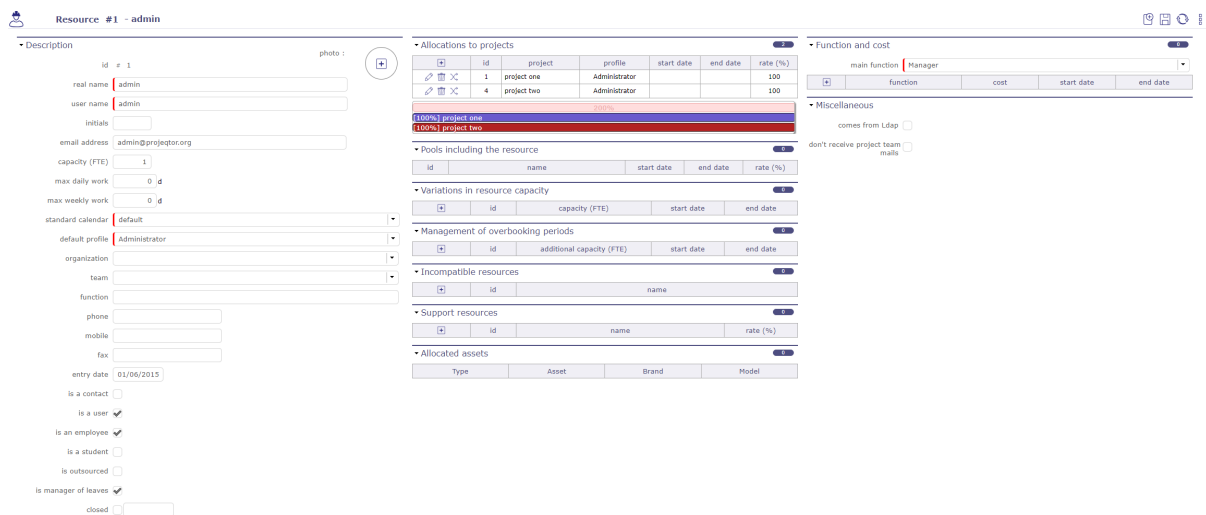 Resource #1 - admin
Description
photo :
id # 1
real name admin
user name admin
initials
email address admin@projeqtor.org
capacity (FTE) 1
max daily work 0 d
max weekly work 0 d
standard calendar default
default profile Administrator
organization
team
function
phone
mobile
fax
entry date 01/06/2015
is a contact
is a user
is an employee
is a student
is outsourced
is manager of leaves
closed
Allocations to projects 2
id project profile start date end date rate (%)
1 project one Administrator 100
4 project two Administrator 100
200%
[100%] project one
[100%] project two
Pools including the resource 0
id name start date end date rate (%)
Variations in resource capacity 0
id capacity (FTE) start date end date
Management of overbooking periods 0
id additional capacity (FTE) start date end date
Incompatible resources 0
id name
Support resources 0
id name rate (%)
Allocated assets 0
Type Asset Brand Model
Function and cost 0
main function Manager
function cost start date end date
Miscellaneous
comes from Ldap
don't receive project team
mails